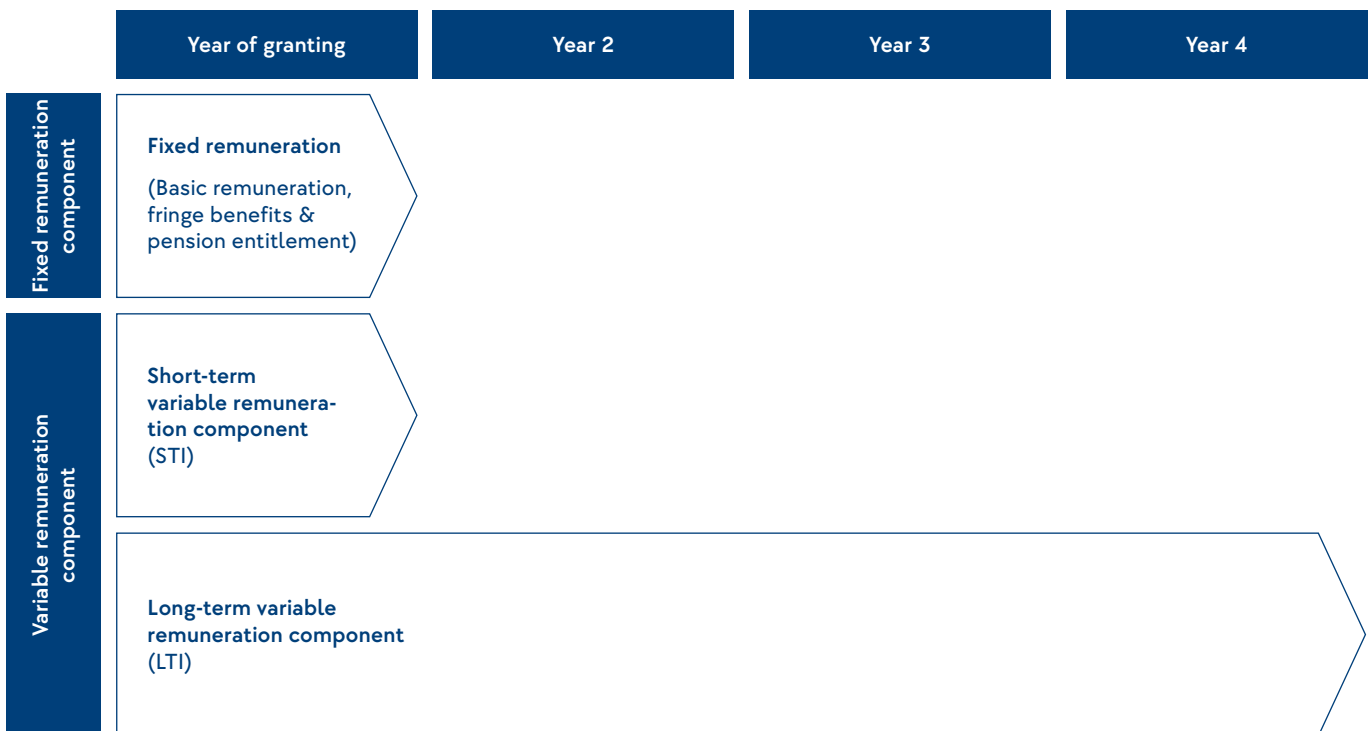 Year of granting
Year 2
Year 3
Year 4
Fixed remuneration
component
Fixed remuneration
(Basic remuneration,
fringe benefits &
pension entitlement)
Variable remuneration
component
Short-term
variable remunera-
tion component
(STI)
Long-term variable
remuneration component
(LTI)